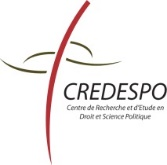 CREDESPO
Centre de Recherche et d'Etude en
Droit et Science Politique